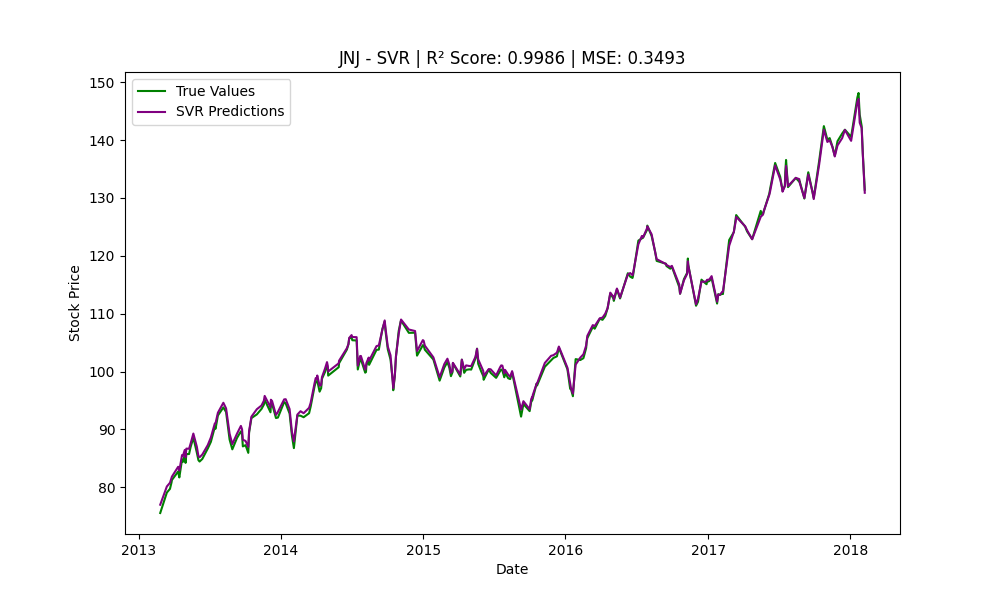 JNJ - SVR | R² Score: 0.9986 | MSE: 0.3493
True Values
SVR Predictions
Stock Price
150
140
130
120
110
100
90
80
2013
2014
2015
2016
2017
2018
Date